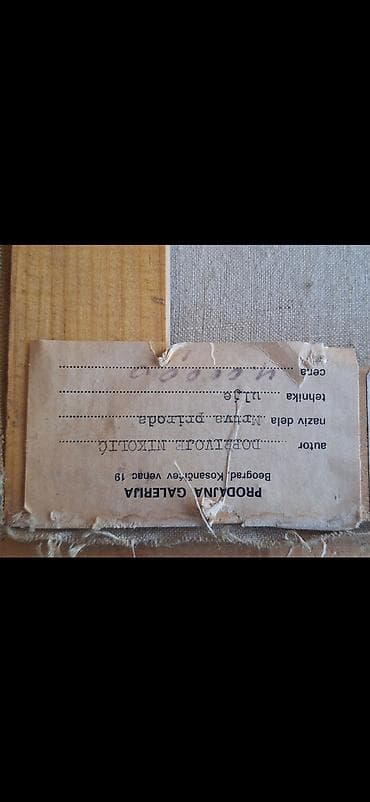 PRODAJNA GALERIJA
Beograd, Kosančićev venac 19
autor DOBRIVOJE NIKOLIĆ
naziv dela Mrtva priroda
tehnika ulje
cena